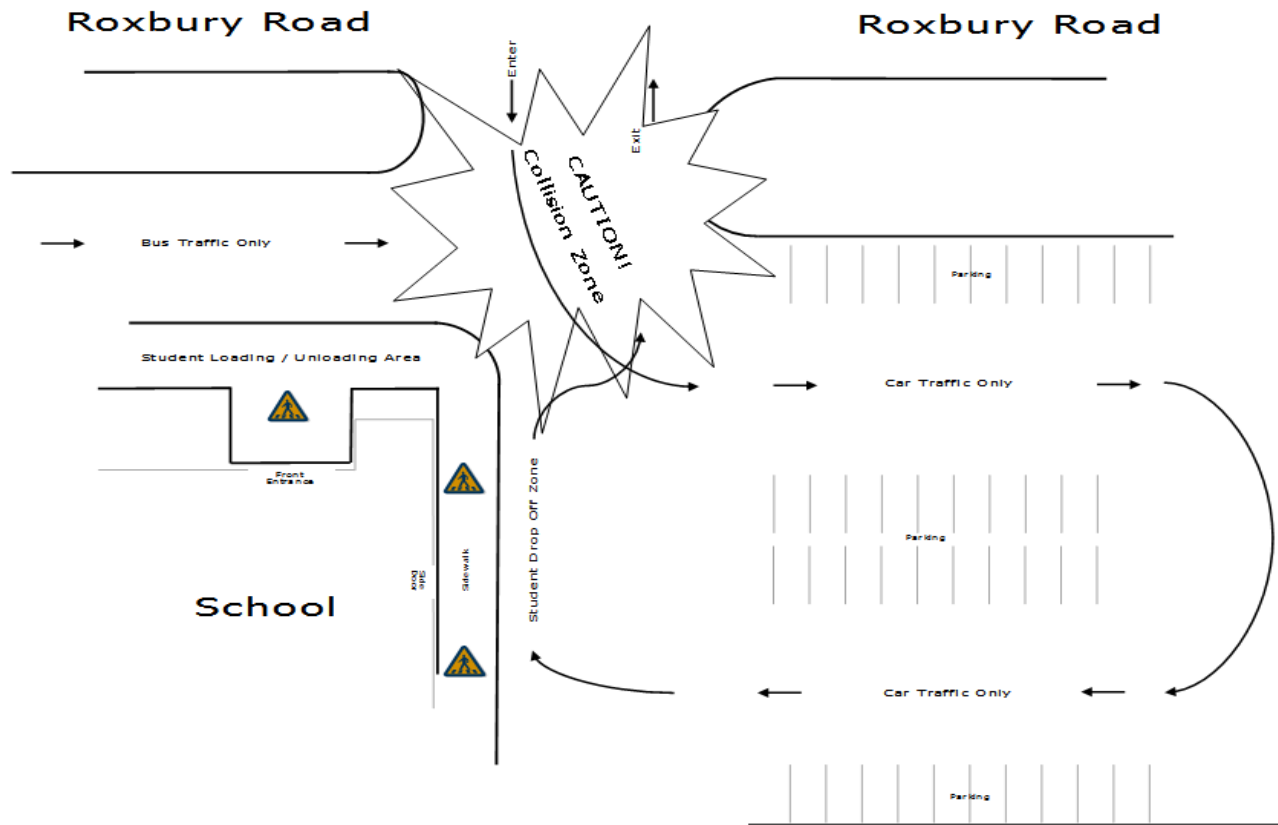 Roxbury Road
Roxbury Road
Enter
Exit
CAUTION!
Collision Zone
Bus Traffic Only
Parking
Student Loading / Unloading Area
Car Traffic Only
Front
Entrance
Student Drop Off Zone
Parking
Side
Door
Sidewalk
School
Car Traffic Only
Parking